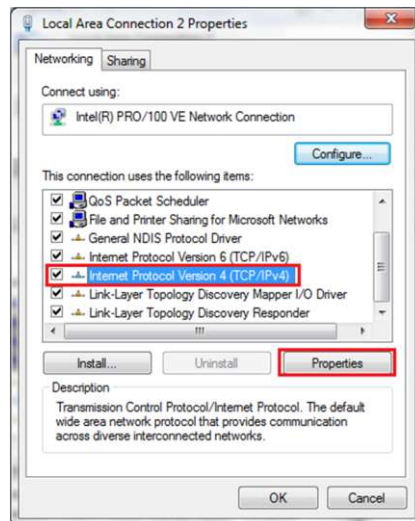 Local Area Connection 2 Properties
Networking
Sharing
Connect using:
Intel(R) PRO/100 VE Network Connection
Configure...
This connection uses the following items:
QoS Packet Scheduler
File and Printer Sharing for Microsoft Networks
General NDIS Protocol Driver
Internet Protocol Version 6 (TCP/IPv6)
Internet Protocol Version 4 (TCP/IPv4)
Link-Layer Topology Discovery Mapper I/O Driver
Link-Layer Topology Discovery Responder
Install...
Uninstall
Properties
Description
Transmission Control Protocol/Internet Protocol. The default
wide area network protocol that provides communication
across diverse interconnected networks.
OK
Cancel